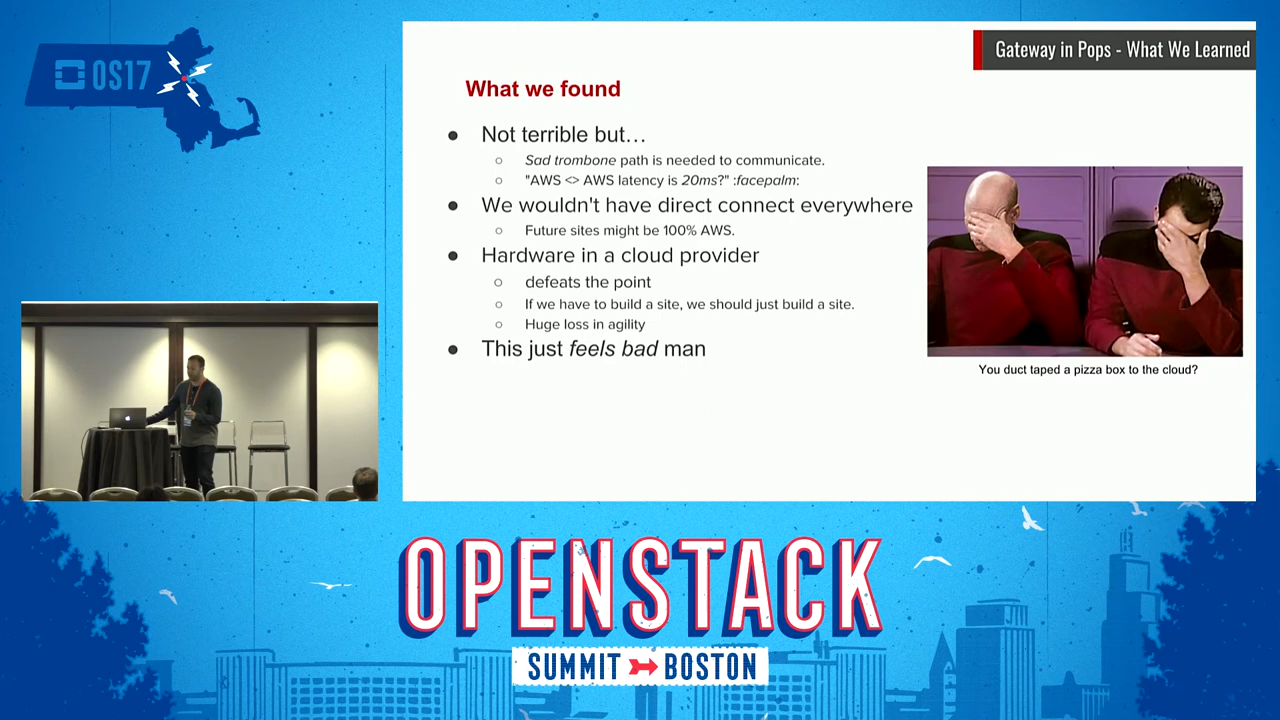 OS17
Gateway in Pops - What We Learned
What we found
● Not terrible but…
○ Sad trombone path is needed to communicate.
○ "AWS <> AWS latency is 20ms?" :facepalm:
● We wouldn't have direct connect everywhere
○ Future sites might be 100% AWS.
● Hardware in a cloud provider
○ defeats the point
○ If we have to build a site, we should just build a site.
○ Huge loss in agility
● This just feels bad man
You duct taped a pizza box to the cloud?
OPENSTACK
SUMMIT BOSTON